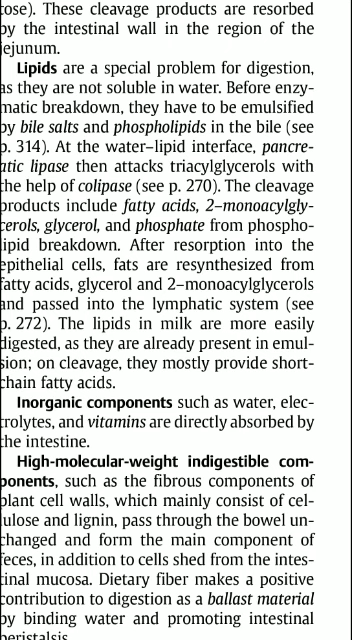 tose). These cleavage products are resorbed
by the intestinal wall in the region of the
jejunum.
Lipids are a special problem for digestion,
as they are not soluble in water. Before enzy-
matic breakdown, they have to be emulsified
by bile salts and phospholipids in the bile (see
p. 314). At the water–lipid interface, pancre-
atic lipase then attacks triacylglycerols with
the help of colipase (see p. 270). The cleavage
products include fatty acids, 2–monoacylgly-
cerols, glycerol, and phosphate from phospho-
lipid breakdown. After resorption into the
epithelial cells, fats are resynthesized from
fatty acids, glycerol and 2–monoacylglycerols
and passed into the lymphatic system (see
p. 272). The lipids in milk are more easily
digested, as they are already present in emul-
sion; on cleavage, they mostly provide short-
chain fatty acids.
Inorganic components such as water, elec-
trolytes, and vitamins are directly absorbed by
the intestine.
High-molecular-weight indigestible com-
ponents, such as the fibrous components of
plant cell walls, which mainly consist of cel-
lulose and lignin, pass through the bowel un-
changed and form the main component of
feces, in addition to cells shed from the intes-
tinal mucosa. Dietary fiber makes a positive
contribution to digestion as a ballast material
by binding water and promoting intestinal
peristalsis.